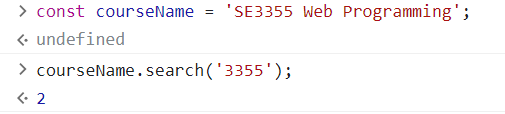 > const courseName = 'SE3355 Web Programming';
<· undefined
> courseName.search('3355');
<· 2